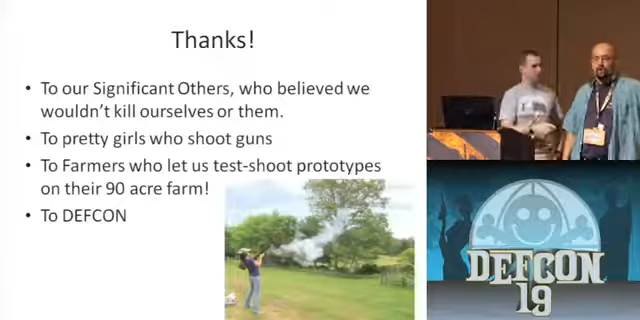 Thanks!
• To our Significant Others, who believed we
wouldn't kill ourselves or them.
• To pretty girls who shoot guns
• To Farmers who let us test-shoot prototypes
on their 90 acre farm!
• To DEFCON
DEFCON
19